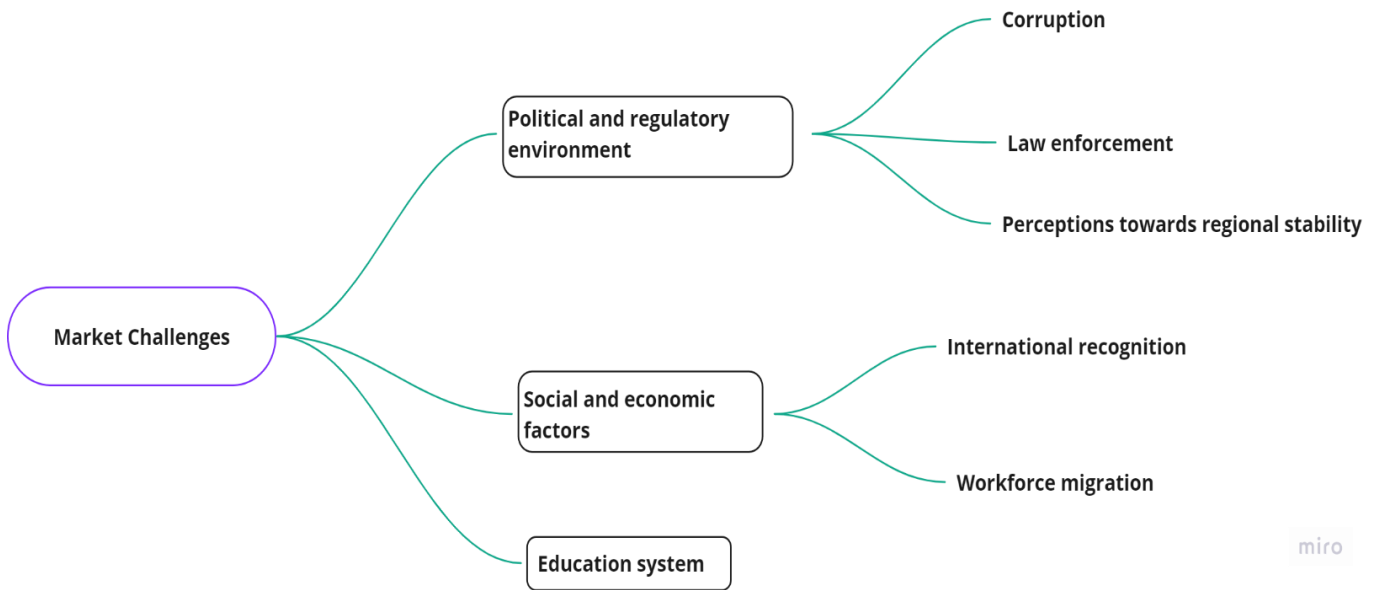 Corruption
Political and regulatory
environment
Law enforcement
Perceptions towards regional stability
Market Challenges
International recognition
Social and economic
factors
Workforce migration
Education system
miro